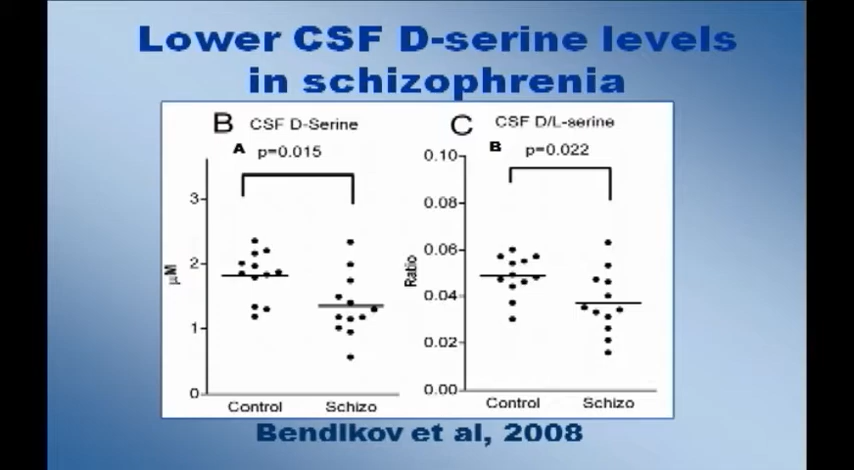 Lower CSF D-serine levels
in schizophrenia
B CSF D-Serine
A p=0.015
3
2
1
0
μM
Control Schizo
C CSF D/L-serine
B p=0.022
0.10
0.08
0.06
0.04
0.02
0.00
Ratio
Control Schizo
Bendikov et al, 2008